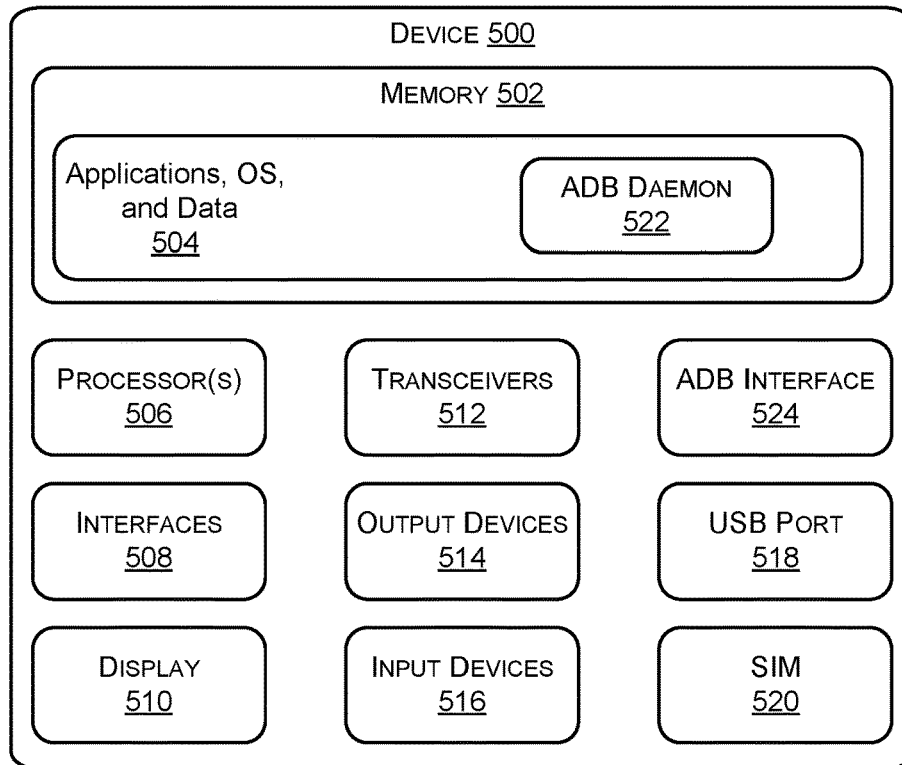 DEVICE 500
MEMORY 502
Applications, OS,
and Data
504
ADB DAEMON
522
PROCESSOR(S)
506
TRANSCEIVERS
512
ADB INTERFACE
524
INTERFACES
508
OUTPUT DEVICES
514
USB PORT
518
DISPLAY
510
INPUT DEVICES
516
SIM
520